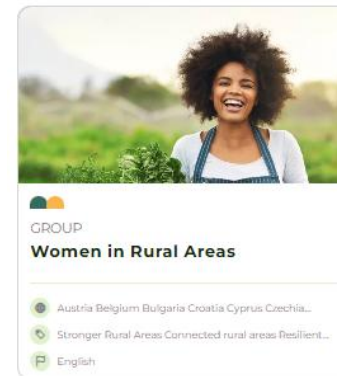 GROUP
Women in Rural Areas
Austria Belgium Bulgaria Croatia Cyprus Czechia...
Stronger Rural Areas Connected rural areas Resilient...
English